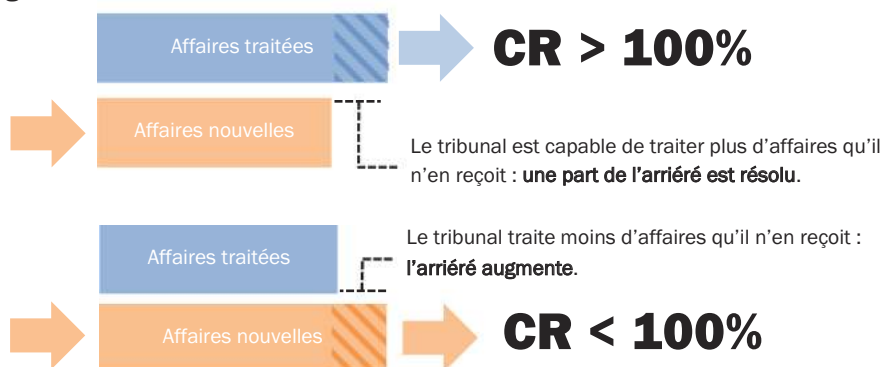 Affaires traitées
CR > 100%
Affaires nouvelles
Le tribunal est capable de traiter plus d’affaires qu’il
n’en reçoit : une part de l’arriéré est résolu.
Le tribunal traite moins d’affaires qu’il n’en reçoit :
l’arriéré augmente.
Affaires traitées
Affaires nouvelles
CR < 100%